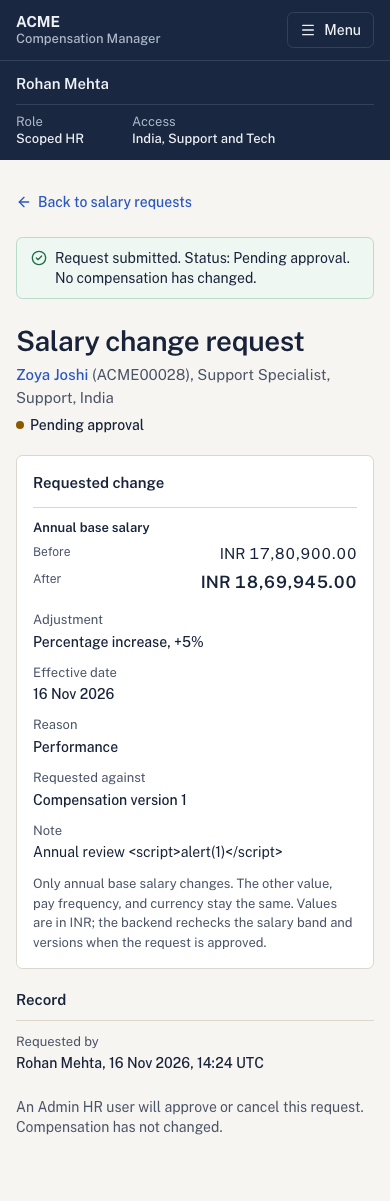 ACME
Compensation Manager
Menu
Rohan Mehta
Role
Scoped HR
Access
India, Support and Tech
Back to salary requests
Request submitted. Status: Pending approval.
No compensation has changed.
Salary change request
Zoya Joshi (ACME00028), Support Specialist,
Support, India
Pending approval
Requested change
Annual base salary
Before
INR 17,80,900.00
After
INR 18,69,945.00
Adjustment
Percentage increase, +5%
Effective date
16 Nov 2026
Reason
Performance
Requested against
Compensation version 1
Note
Annual review <script>alert(1)</script>
Only annual base salary changes. The other value,
pay frequency, and currency stay the same. Values
are in INR; the backend rechecks the salary band and
versions when the request is approved.
Record
Requested by
Rohan Mehta, 16 Nov 2026, 14:24 UTC
An Admin HR user will approve or cancel this request.
Compensation has not changed.